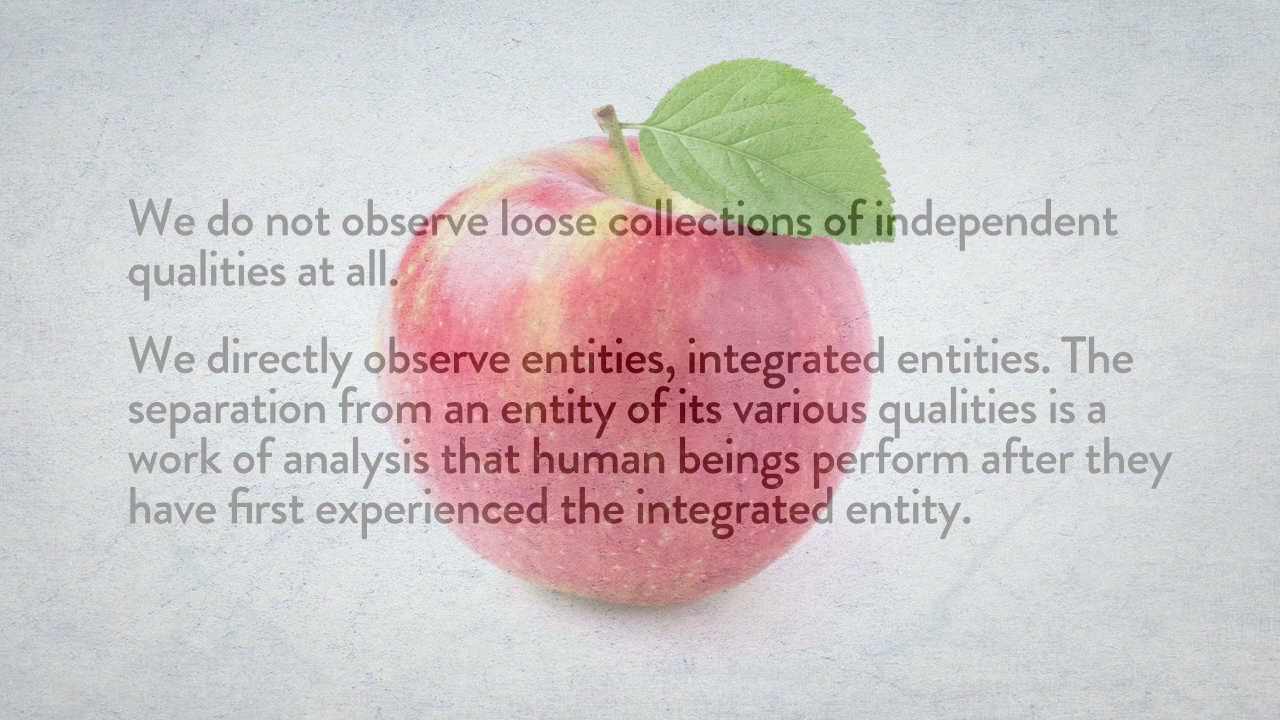 We do not observe loose collections of independent
qualities at all.
We directly observe entities, integrated entities. The
separation from an entity of its various qualities is a
work of analysis that human beings perform after they
have first experienced the integrated entity.